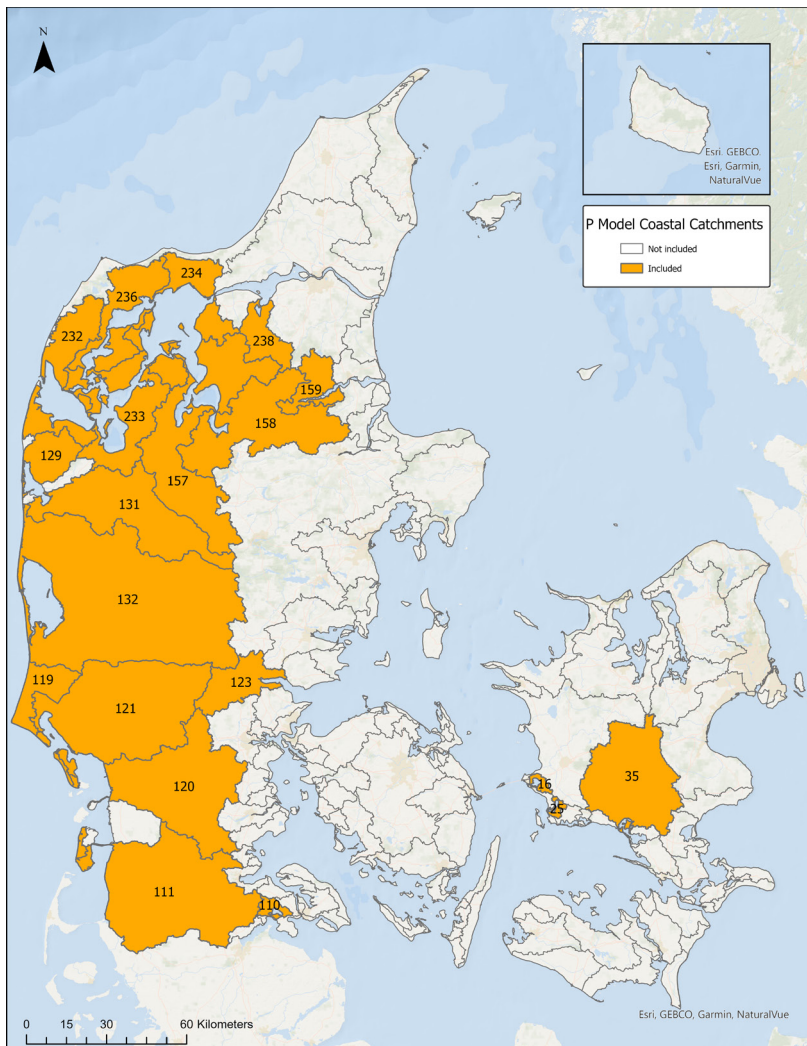 N
Esri. GEBCO.
Esri, Garmin,
NaturalVue
P Model Coastal Catchments
Not included
Included
234
236
232
238
159
233
158
129
157
131
132
119
123
121
35
16
120
25
111
110
Esri, GEBCO, Garmin, NaturalVue
0 15 30 60 Kilometers